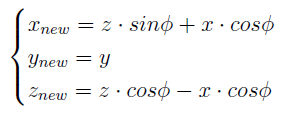 x_new = z · sinϕ + x · cosϕ
y_new = y
z_new = z · cosϕ − x · cosϕ